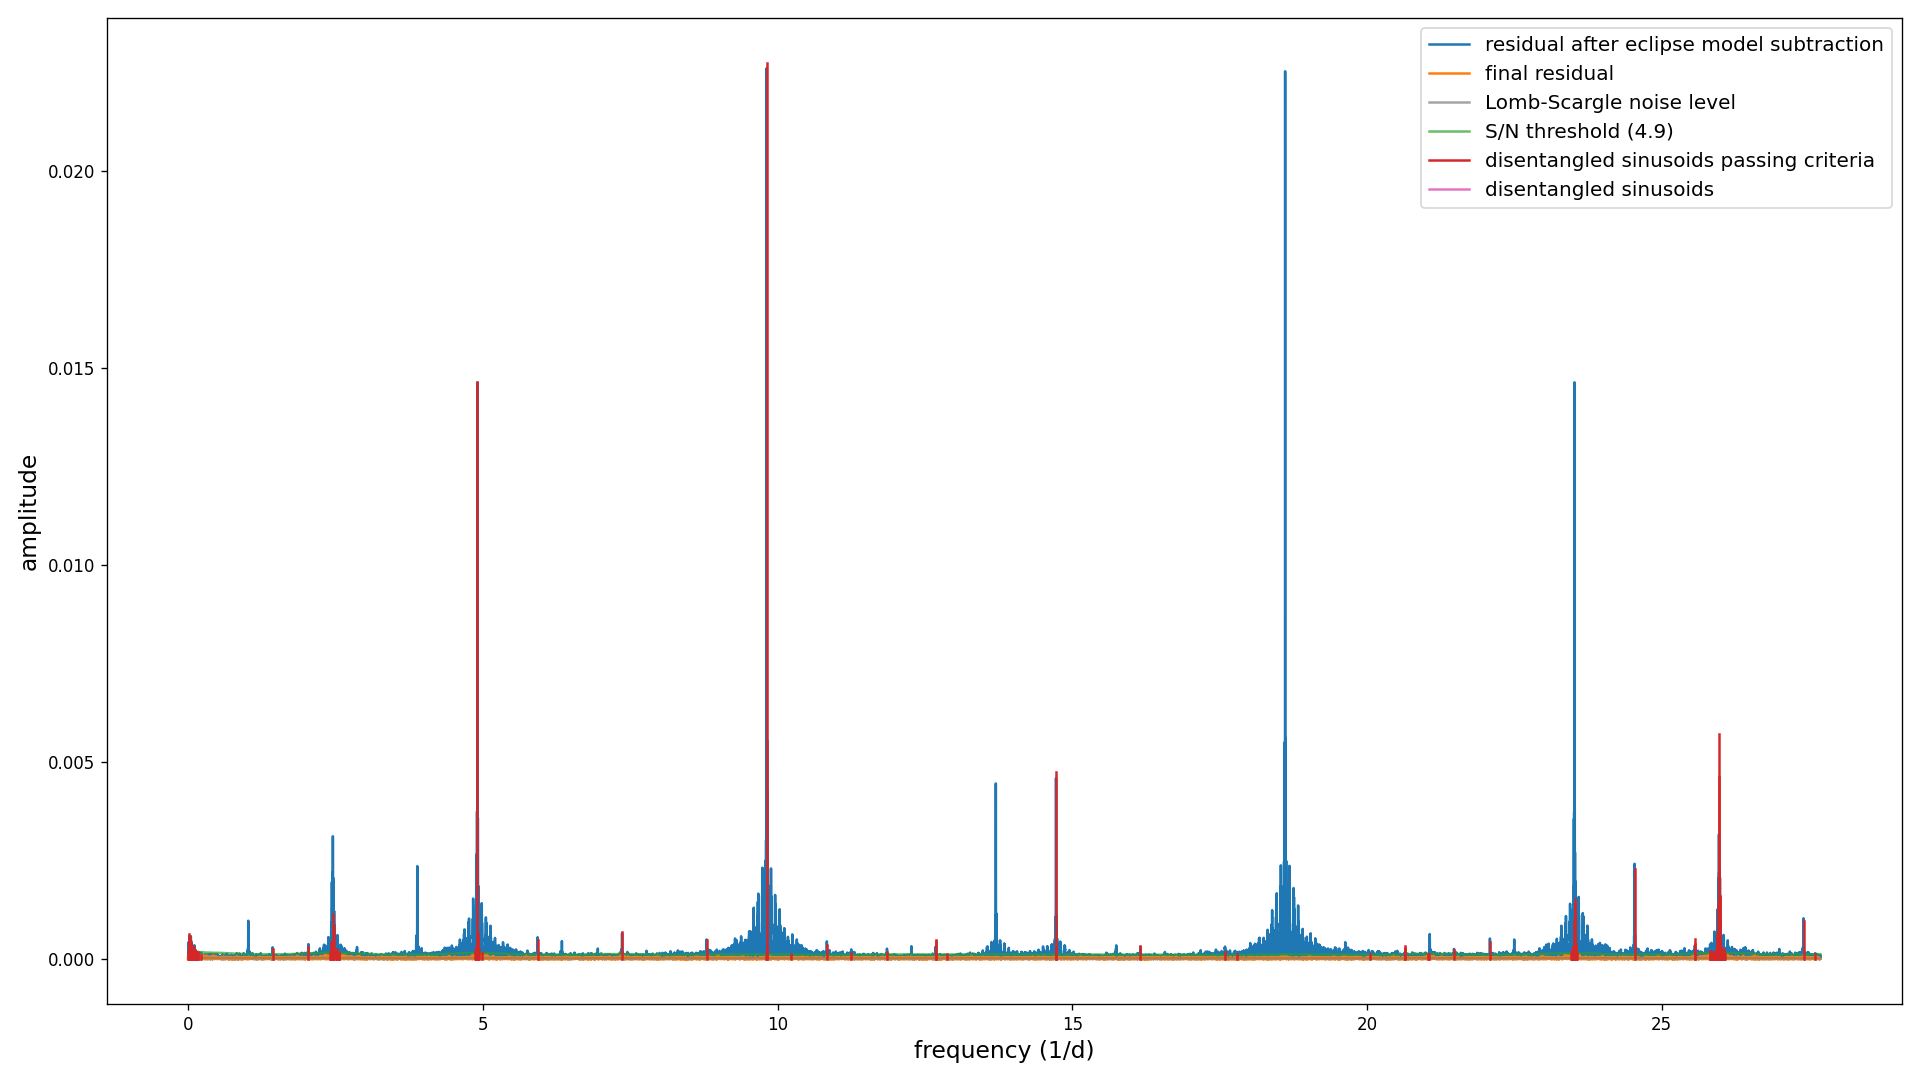 residual after eclipse model subtraction
final residual
Lomb-Scargle noise level
S/N threshold (4.9)
disentangled sinusoids passing criteria
disentangled sinusoids
0.020
0.015
0.010
0.005
0.000
amplitude
0 5 10 15 20 25
frequency (1/d)